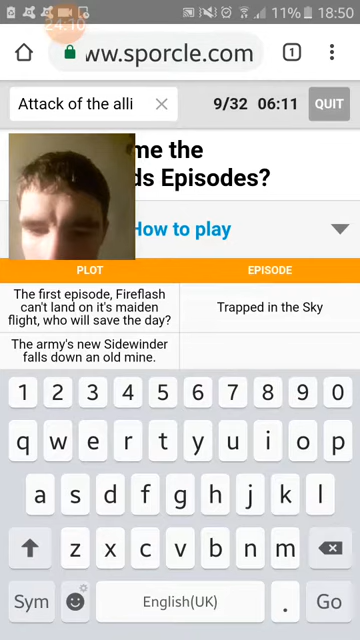 11% 18:50
24:10
ww.sporcle.com 1
Attack of the alli 9/32 06:11 QUIT
me the
ds Episodes?
How to play
PLOT EPISODE
The first episode, Fireflash
can't land on it's maiden
flight, who will save the day?
Trapped in the Sky
The army's new Sidewinder
falls down an old mine.
1 2 3 4 5 6 7 8 9 0
q w e r t y u i o p
a s d f g h j k l
z x c v b n m
Sym English(UK) . Go